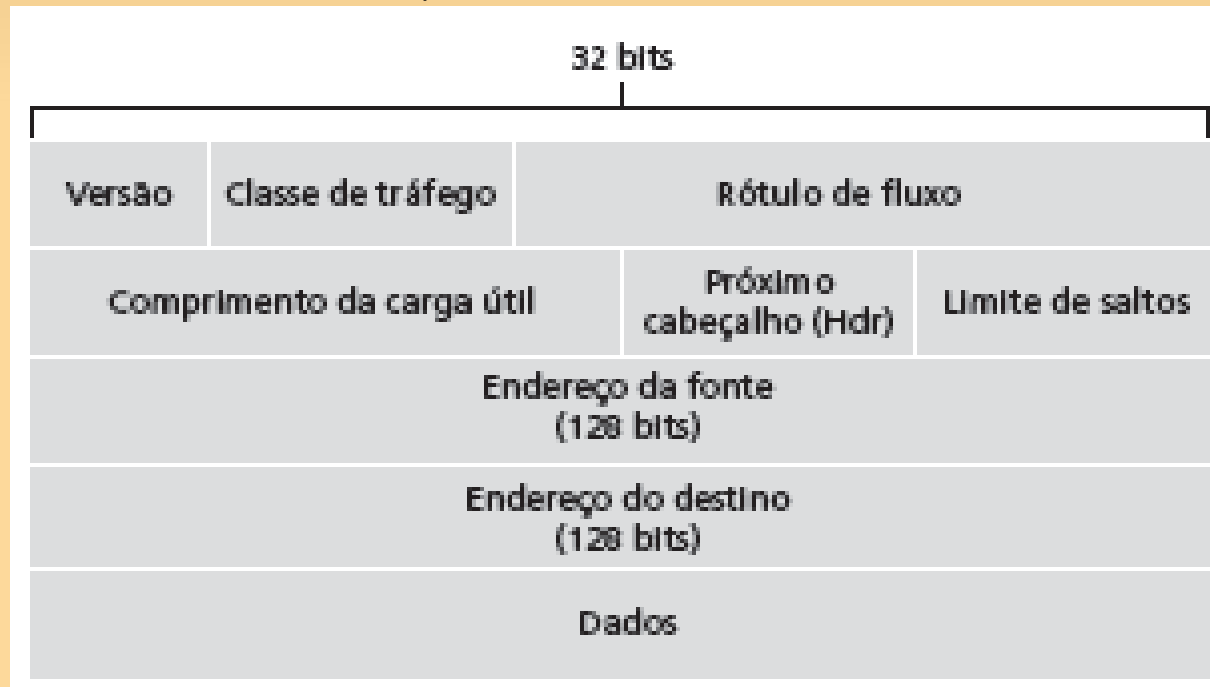 32 bits
Versão Classe de tráfego Rótulo de fluxo
Comprimento da carga útil Próximo cabeçalho (Hdr) Limite de saltos
Endereço da fonte
(128 bits)
Endereço do destino
(128 bits)
Dados